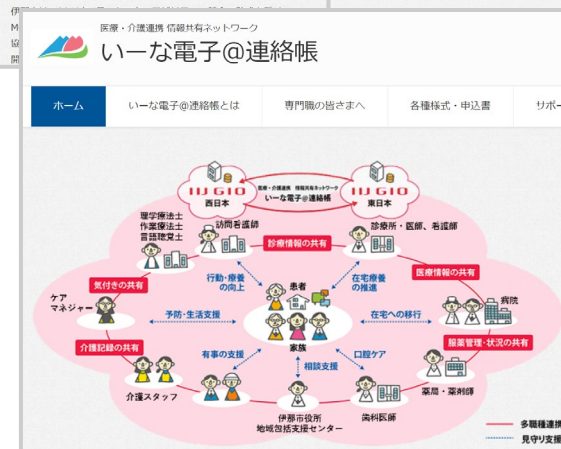 医療・介護連携 情報共有ネットワーク
いーな電子@連絡帳
ホーム
いーな電子@連絡帳とは
専門職の皆さまへ
各種様式・申込書
サポー
IIJ GIO
西日本
医療・介護連携 情報共有ネットワーク
いーな電子@連絡帳
IIJ GIO
東日本
理学療法士
作業療法士
言語聴覚士
訪問看護師
診療情報の共有
診療所・医師、看護師
気付きの共有
行動・療養
の向上
患者
在宅療養
の推進
医療情報の共有
ケア
マネジャー
予防・生活支援
家族
在宅への移行
病院
介護記録の共有
有事の支援
相談支援
口腔ケア
服薬管理・状況の共有
介護スタッフ
伊那市役所
地域包括支援センター
歯科医師
薬局・薬剤師
多職種連携
見守り支援